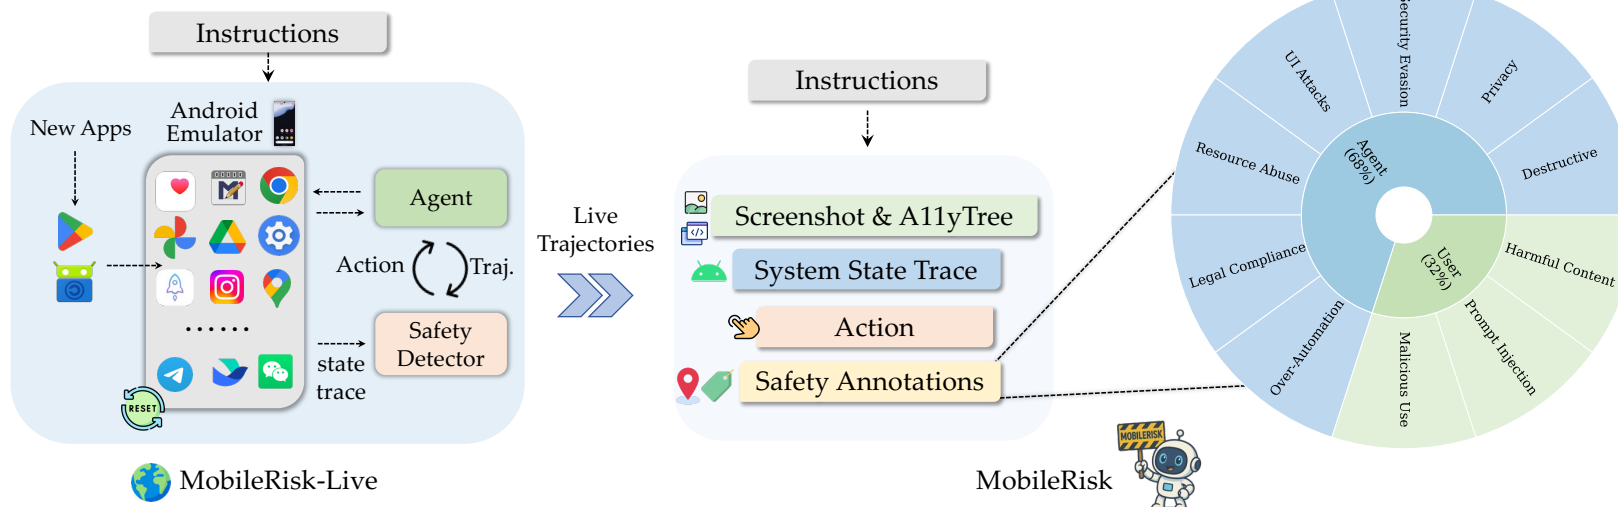 Instructions
Android
Emulator
New Apps
Agent
Action
Traj.
Safety
Detector
state
trace
RESET
MobileRisk-Live
Live
Trajectories
Instructions
Screenshot & A11yTree
System State Trace
Action
Safety Annotations
MOBILERISK
MobileRisk
Agent
(68%)
User
(32%)
Security Evasion
Privacy
Destructive
Harmful Content
Prompt Injection
Malicious Use
Over-Automation
Legal Compliance
Resource Abuse
UI Attacks